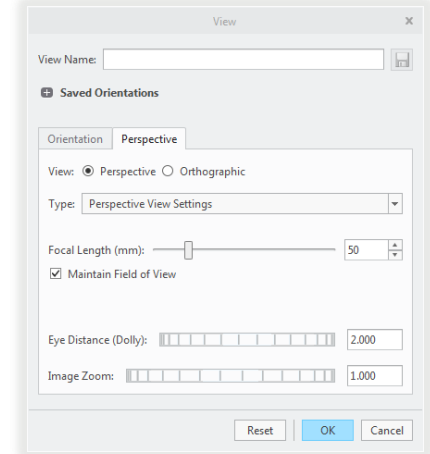 View
View Name:
Saved Orientations
Orientation Perspective
View: Perspective Orthographic
Type: Perspective View Settings
Focal Length (mm): 50
Maintain Field of View
Eye Distance (Dolly): 2.000
Image Zoom: 1.000
Reset OK Cancel